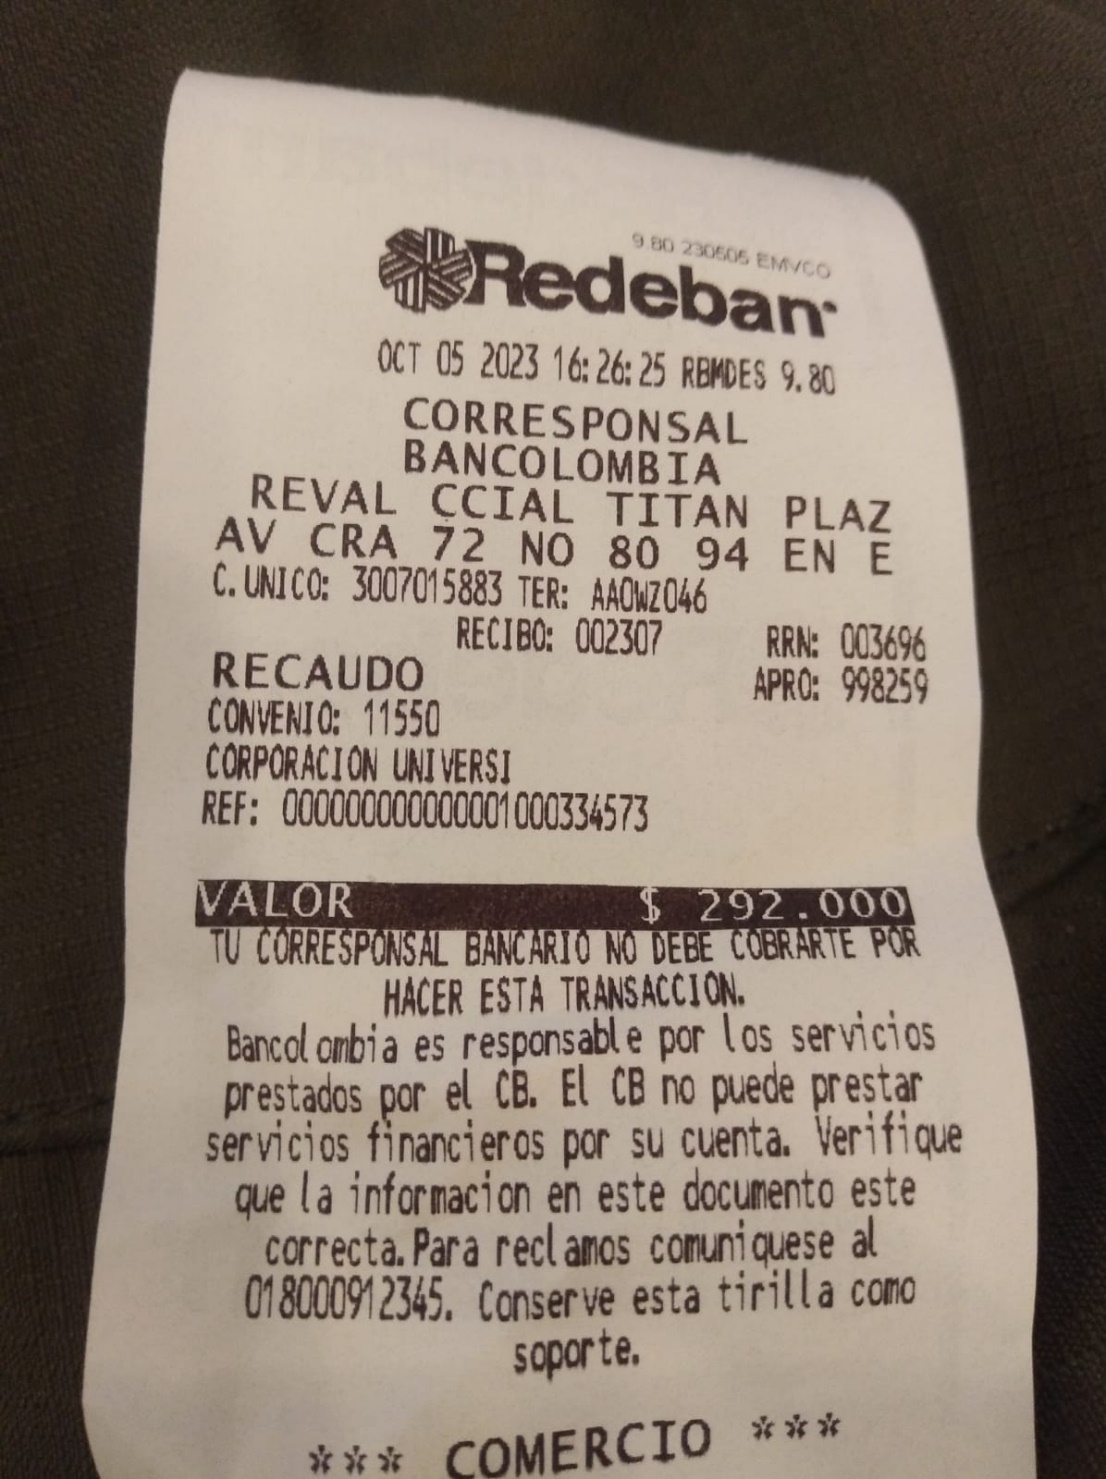 9.80 230505 EMVCO
Redeban
OCT 05 2023 16:26:25 RBMDES 9.80
CORRESPONSAL
BANCOLOMBIA
REVAL CCIAL TITAN PLAZ
AV CRA 72 NO 80 94 EN E
C. UNICO: 3007015883 TER: AAOWZ046
RECIBO: 002307 RRN: 003696
RECAUDO APRO: 998259
CONVENIO: 11550
CORPORACION UNIVERSI
REF: 000000000000001000334573
VALOR $ 292.000
TU CORRESPONSAL BANCARIO NO DEBE COBRARTE POR
HACER ESTA TRANSACCION.
Bancolombia es responsable por los servicios
prestados por el CB. El CB no puede prestar
servicios financieros por su cuenta. Verifique
que la informacion en este documento este
correcta. Para reclamos comuniquese al
018000912345. Conserve esta tirilla como
soporte.
*** COMERCIO ***